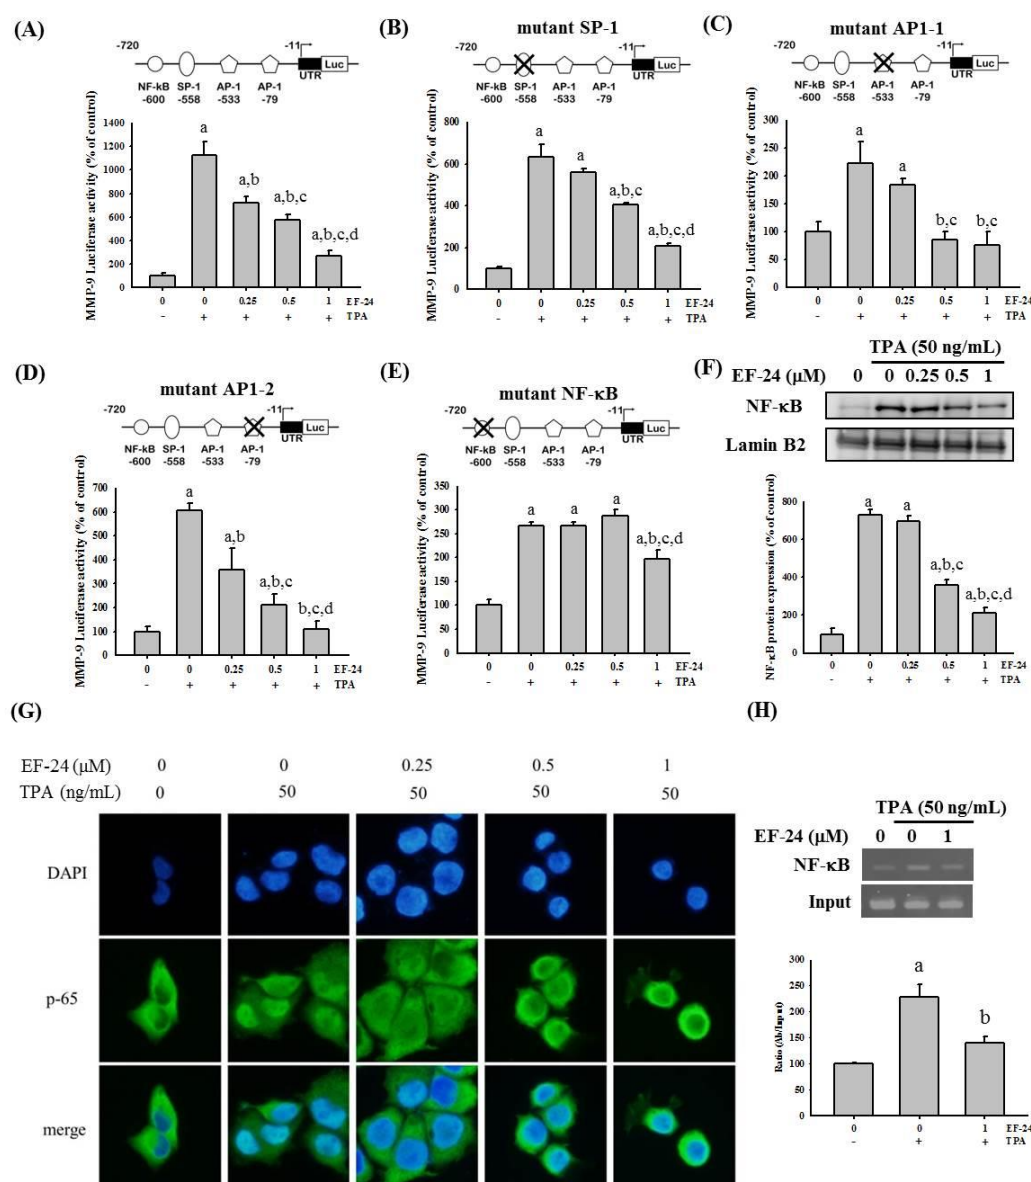 (A)
-720
-11
Luc
UTR
NF-kB SP-1 AP-1 AP-1
-600 -558 -533 -79
MMP-9 Luciferase activity (% of control)
1400
1200
1000
800
600
400
200
0
a
a,b
a,b,c
a,b,c,d
0 0 0.25 0.5 1 EF-24
- + + + + TPA
(B)
mutant SP-1
-720
-11
Luc
UTR
NF-kB SP-1 AP-1 AP-1
-600 -558 -533 -79
MMP-9 Luciferase activity (% of control)
800
600
400
200
0
a
a
a,b,c
a,b,c,d
0 0 0.25 0.5 1 EF-24
- + + + + TPA
(C)
mutant AP1-1
-720
-11
Luc
UTR
NF-kB SP-1 AP-1 AP-1
-600 -558 -533 -79
MMP-9 Luciferase activity (% of control)
300
250
200
150
100
50
0
a
a
b,c
b,c
0 0 0.25 0.5 1 EF-24
- + + + + TPA
(D)
mutant AP1-2
-720
-11
Luc
UTR
NF-kB SP-1 AP-1 AP-1
-600 -558 -533 -79
MMP-9 Luciferase activity (% of control)
700
600
500
400
300
200
100
0
a
a,b
a,b,c
b,c,d
0 0 0.25 0.5 1 EF-24
- + + + + TPA
(E)
mutant NF-κB
-720
-11
Luc
UTR
NF-kB SP-1 AP-1 AP-1
-600 -558 -533 -79
MMP-9 Luciferase activity (% of control)
350
300
250
200
150
100
50
0
a
a
a
a,b,c,d
0 0 0.25 0.5 1 EF-24
- + + + + TPA
(F)
TPA (50 ng/mL)
EF-24 (μM) 0 0 0.25 0.5 1
NF-κB
Lamin B2
NF-κB protein expression (% of control)
800
600
400
200
0
a
a
a,b,c
a,b,c,d
0 0 0.25 0.5 1 EF-24
- + + + + TPA
(G)
EF-24 (μM) 0 0 0.25 0.5 1
TPA (ng/mL) 0 50 50 50 50
DAPI
p-65
merge
(H)
TPA (50 ng/mL)
EF-24 (μM) 0 0 1
NF-κB
Input
Ratio (Ab/Input)
300
250
200
150
100
50
0
a
b
0 0 1 EF-24
- + + TPA